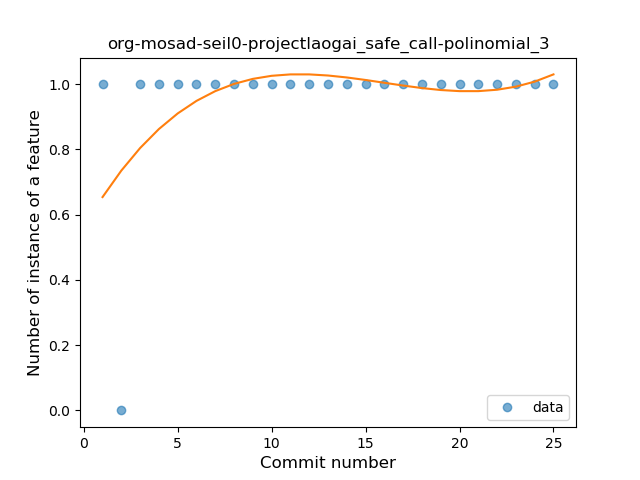 org-mosad-seil0-projectlaogai_safe_call-polinomial_3
Number of instance of a feature
1.0
0.8
0.6
0.4
0.2
0.0
data
0 5 10 15 20 25
Commit number